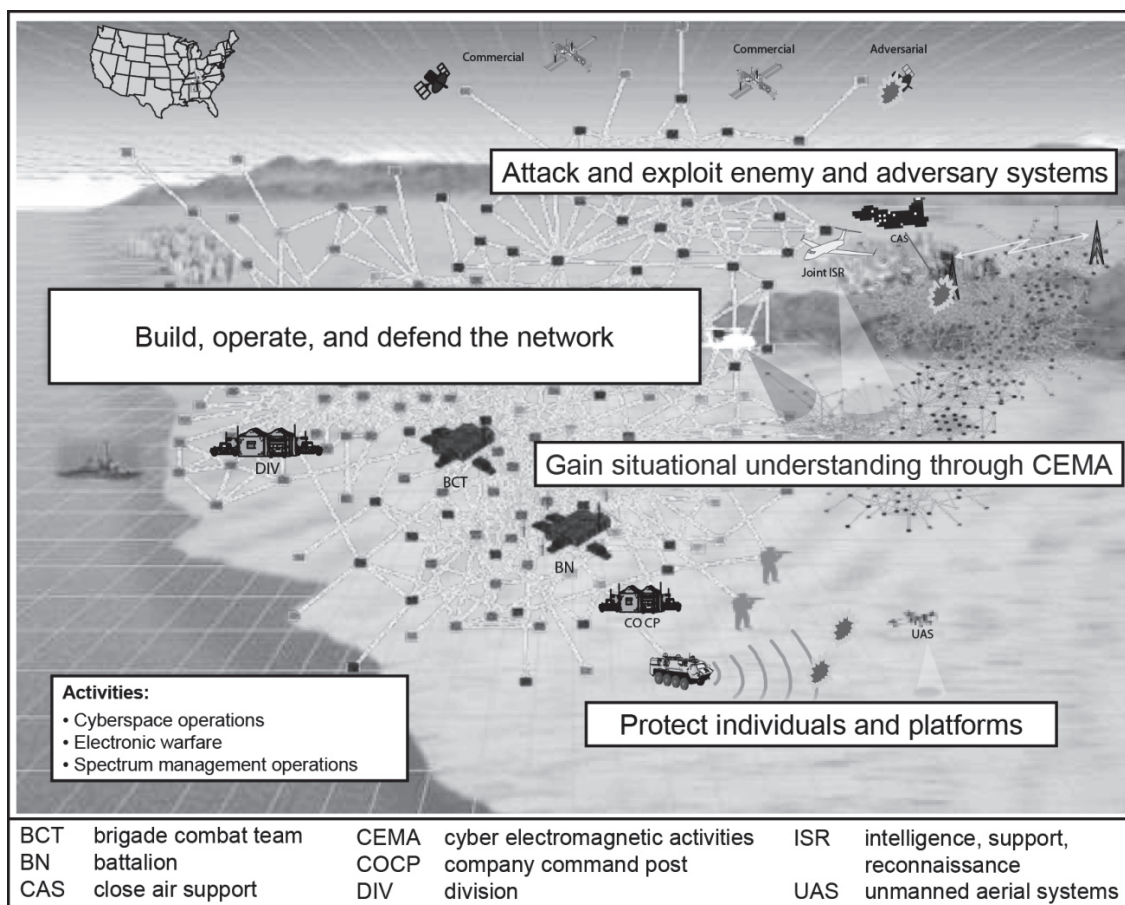 Commercial
Commercial
Adversarial
Attack and exploit enemy and adversary systems
CAS
Joint ISR
Build, operate, and defend the network
DIV
BCT
Gain situational understanding through CEMA
BN
CO CP
UAS
Activities:
• Cyberspace operations
• Electronic warfare
• Spectrum management operations
Protect individuals and platforms
BCT brigade combat team
BN battalion
CAS close air support
CEMA cyber electromagnetic activities
COCP company command post
DIV division
ISR intelligence, support,
reconnaissance
UAS unmanned aerial systems